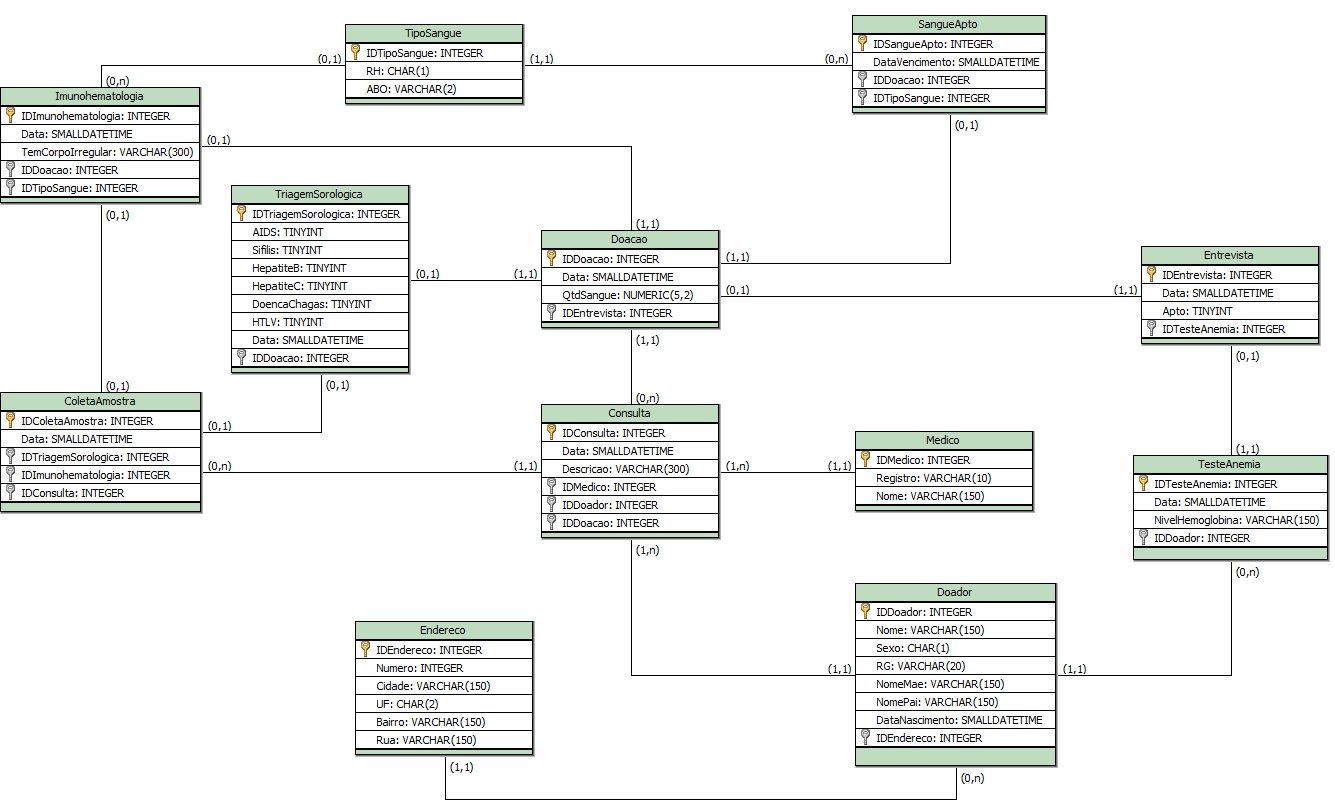 TipoSangue
IDTipoSangue: INTEGER
RH: CHAR(1)
ABO: VARCHAR(2)
(0,1)
(1,1)
SangueApto
IDSangueApto: INTEGER
DataVencimento: SMALLDATETIME
IDDoacao: INTEGER
IDTipoSangue: INTEGER
(0,n)
(0,1)
(0,n)
Imunohematologia
IDImunohematologia: INTEGER
Data: SMALLDATETIME
TemCorpoIrregular: VARCHAR(300)
IDDoacao: INTEGER
IDTipoSangue: INTEGER
(0,1)
(0,1)
TriagemSorologica
IDTriagemSorologica: INTEGER
AIDS: TINYINT
Sifilis: TINYINT
HepatiteB: TINYINT
HepatiteC: TINYINT
DoencaChagas: TINYINT
HTLV: TINYINT
Data: SMALLDATETIME
IDDoacao: INTEGER
(0,1)
(0,1)
(1,1)
Doacao
IDDoacao: INTEGER
Data: SMALLDATETIME
QtdSangue: NUMERIC(5,2)
IDEntrevista: INTEGER
(1,1)
(1,1)
(0,1)
(1,1)
Entrevista
IDEntrevista: INTEGER
Data: SMALLDATETIME
Apto: TINYINT
IDTesteAnemia: INTEGER
(1,1)
(0,1)
(0,1)
ColetaAmostra
IDColetaAmostra: INTEGER
Data: SMALLDATETIME
IDTriagemSorologica: INTEGER
IDImunohematologia: INTEGER
IDConsulta: INTEGER
(0,1)
(0,n)
(0,n)
Consulta
IDConsulta: INTEGER
Data: SMALLDATETIME
Descricao: VARCHAR(300)
IDMedico: INTEGER
IDDoador: INTEGER
IDDoacao: INTEGER
(1,1)
(1,n)
(1,n)
Medico
IDMedico: INTEGER
Registro: VARCHAR(10)
Nome: VARCHAR(150)
(1,1)
(1,1)
TesteAnemia
IDTesteAnemia: INTEGER
Data: SMALLDATETIME
NivelHemoglobina: VARCHAR(150)
IDDoador: INTEGER
(0,n)
Endereco
IDEndereco: INTEGER
Numero: INTEGER
Cidade: VARCHAR(150)
UF: CHAR(2)
Bairro: VARCHAR(150)
Rua: VARCHAR(150)
(1,1)
Doador
IDDoador: INTEGER
Nome: VARCHAR(150)
Sexo: CHAR(1)
RG: VARCHAR(20)
NomeMae: VARCHAR(150)
NomePai: VARCHAR(150)
DataNascimento: SMALLDATETIME
IDEndereco: INTEGER
(1,1)
(1,1)
(0,n)